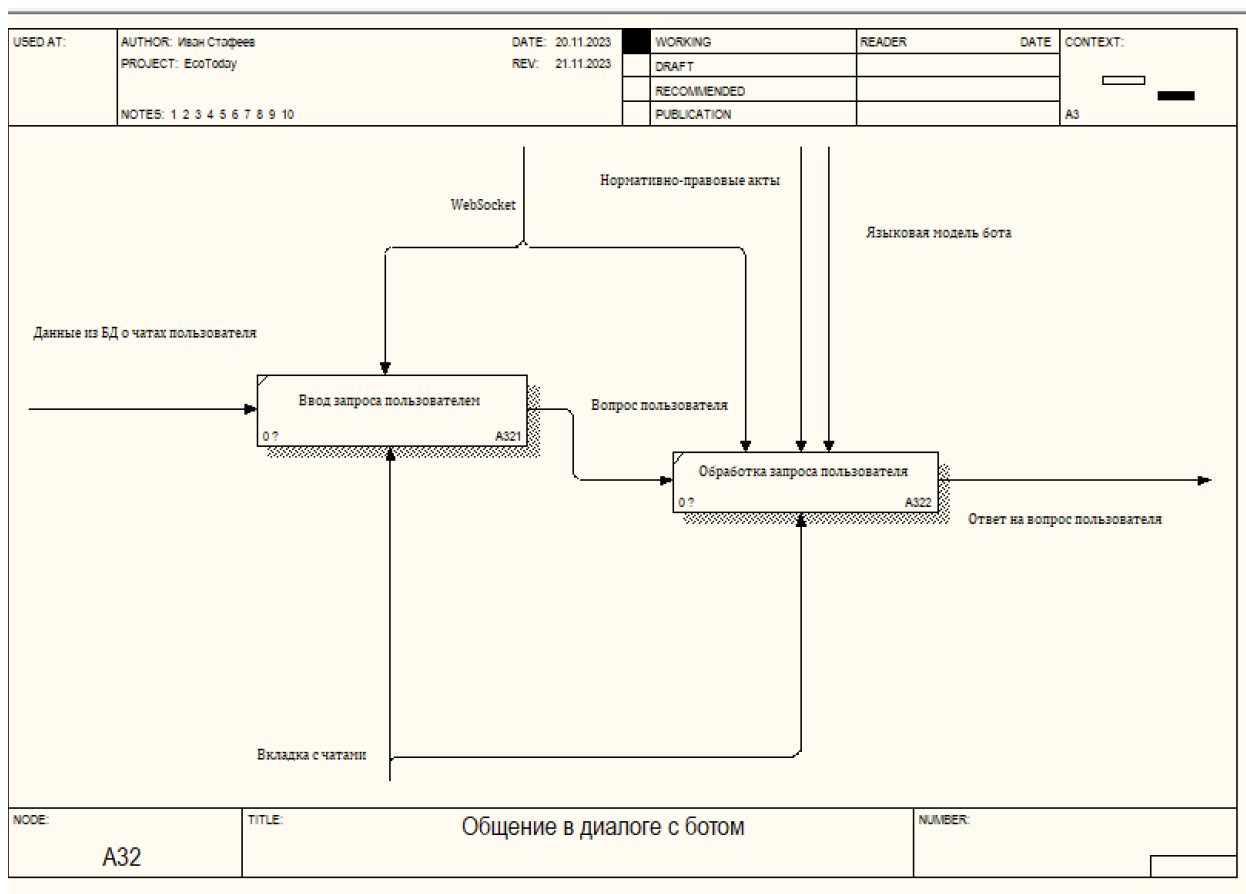 USED AT:
AUTHOR: Иван Стафеев
DATE: 20.11.2023
PROJECT: EcoToday
REV: 21.11.2023
NOTES: 1 2 3 4 5 6 7 8 9 10
WORKING
DRAFT
RECOMMENDED
PUBLICATION
READER DATE
CONTEXT:
A3
Нормативно-правовые акты
WebSocket
Языковая модель бота
Данные из БД о чатах пользователя
Ввод запроса пользователем
0 ? A321
Вопрос пользователя
Обработка запроса пользователя
0 ? A322
Ответ на вопрос пользователя
Вкладка с чатами
NODE:
A32
TITLE:
Общение в диалоге с ботом
NUMBER: